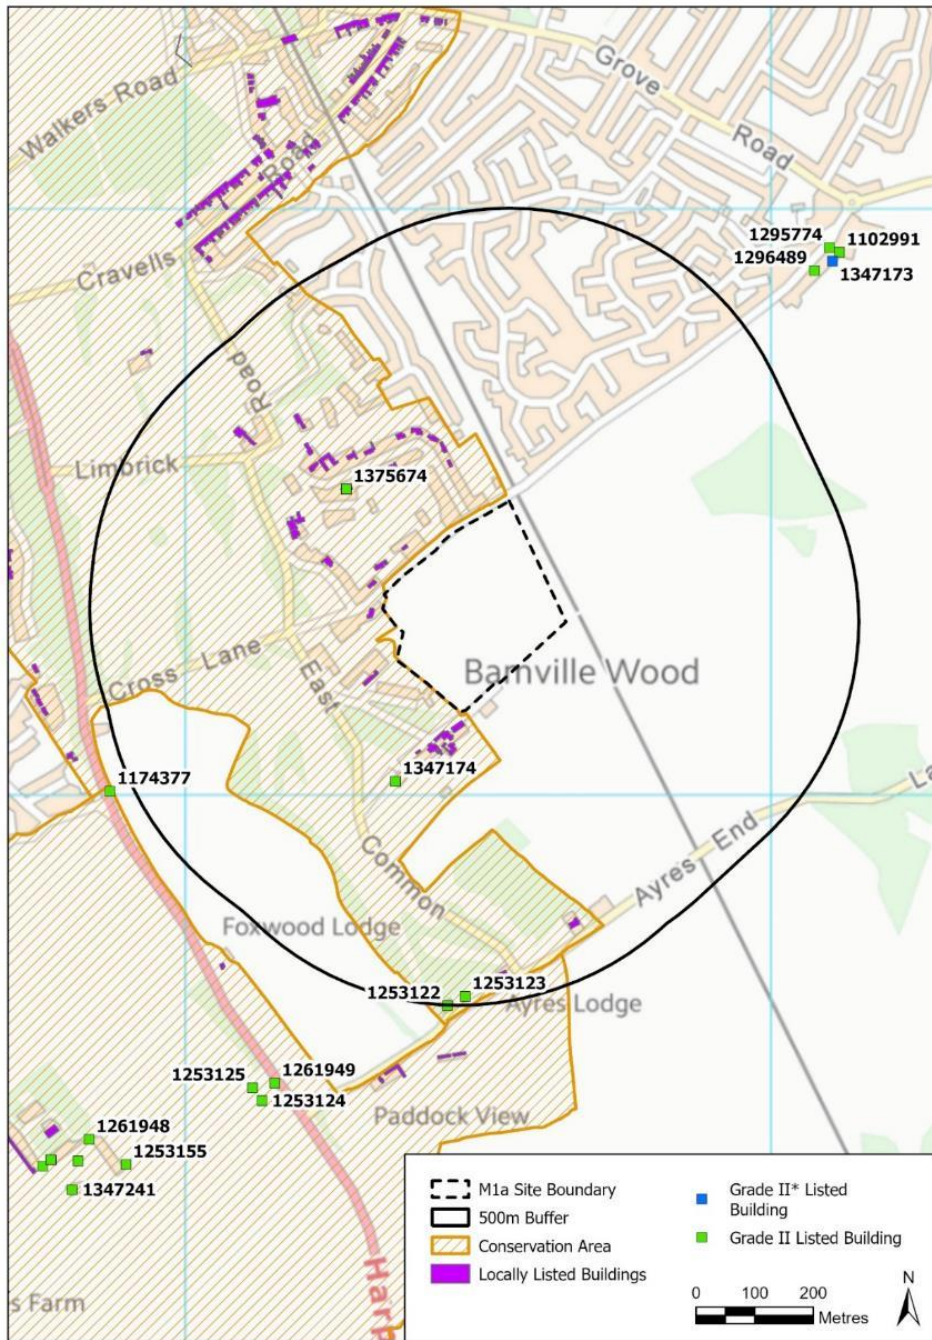 Walkers Road
Grove
Road
Road
Cravells
1295774
1102991
1296489
1347173
Road
Limbrick
1375674
Cross Lane
East
Barnville Wood
1347174
1174377
Common
Ayres End
La
Foxwood Lodge
1253123
1253122
Ayres Lodge
1253125
1261949
1253124
Paddock View
1261948
1253155
1347241
s Farm
Harp
M1a Site Boundary
500m Buffer
Conservation Area
Locally Listed Buildings
Grade II* Listed
Building
Grade II Listed Building
0 100 200
Metres
N